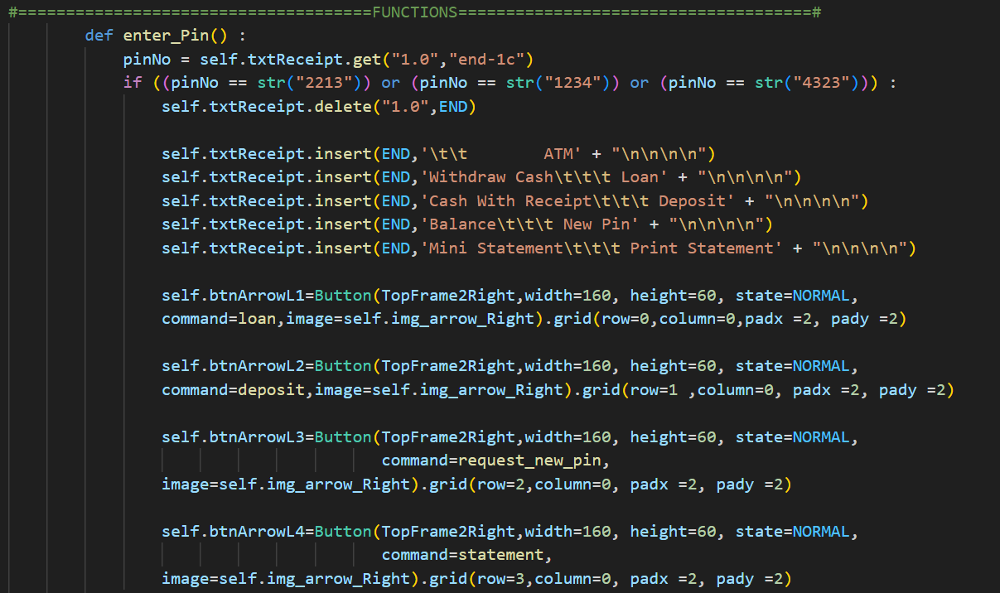 #=====================================FUNCTIONS=====================================#
def enter_Pin() :
pinNo = self.txtReceipt.get("1.0","end-1c")
if ((pinNo == str("2213")) or (pinNo == str("1234")) or (pinNo == str("4323"))) :
self.txtReceipt.delete("1.0",END)
self.txtReceipt.insert(END,'\t\t        ATM' + "\n\n\n\n")
self.txtReceipt.insert(END,'Withdraw Cash\t\t\t Loan' + "\n\n\n\n")
self.txtReceipt.insert(END,'Cash With Receipt\t\t\t Deposit' + "\n\n\n\n")
self.txtReceipt.insert(END,'Balance\t\t\t New Pin' + "\n\n\n\n")
self.txtReceipt.insert(END,'Mini Statement\t\t\t Print Statement' + "\n\n\n\n")
self.btnArrowL1=Button(TopFrame2Right,width=160, height=60, state=NORMAL,
command=loan,image=self.img_arrow_Right).grid(row=0,column=0,padx =2, pady =2)
self.btnArrowL2=Button(TopFrame2Right,width=160, height=60, state=NORMAL,
command=deposit,image=self.img_arrow_Right).grid(row=1 ,column=0, padx =2, pady =2)
self.btnArrowL3=Button(TopFrame2Right,width=160, height=60, state=NORMAL,
command=request_new_pin,
image=self.img_arrow_Right).grid(row=2,column=0, padx =2, pady =2)
self.btnArrowL4=Button(TopFrame2Right,width=160, height=60, state=NORMAL,
command=statement,
image=self.img_arrow_Right).grid(row=3,column=0, padx =2, pady =2)